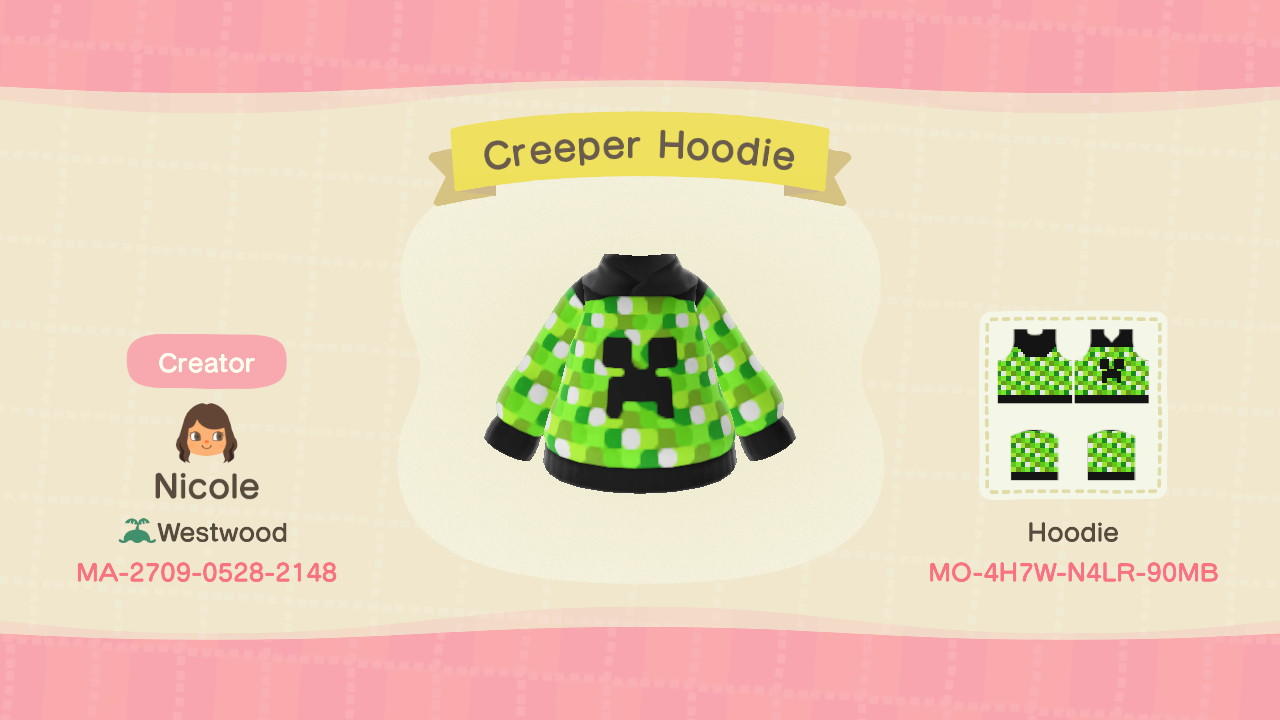 Creeper Hoodie
Creator
Nicole
Westwood
MA-2709-0528-2148
Hoodie
MO-4H7W-N4LR-90MB